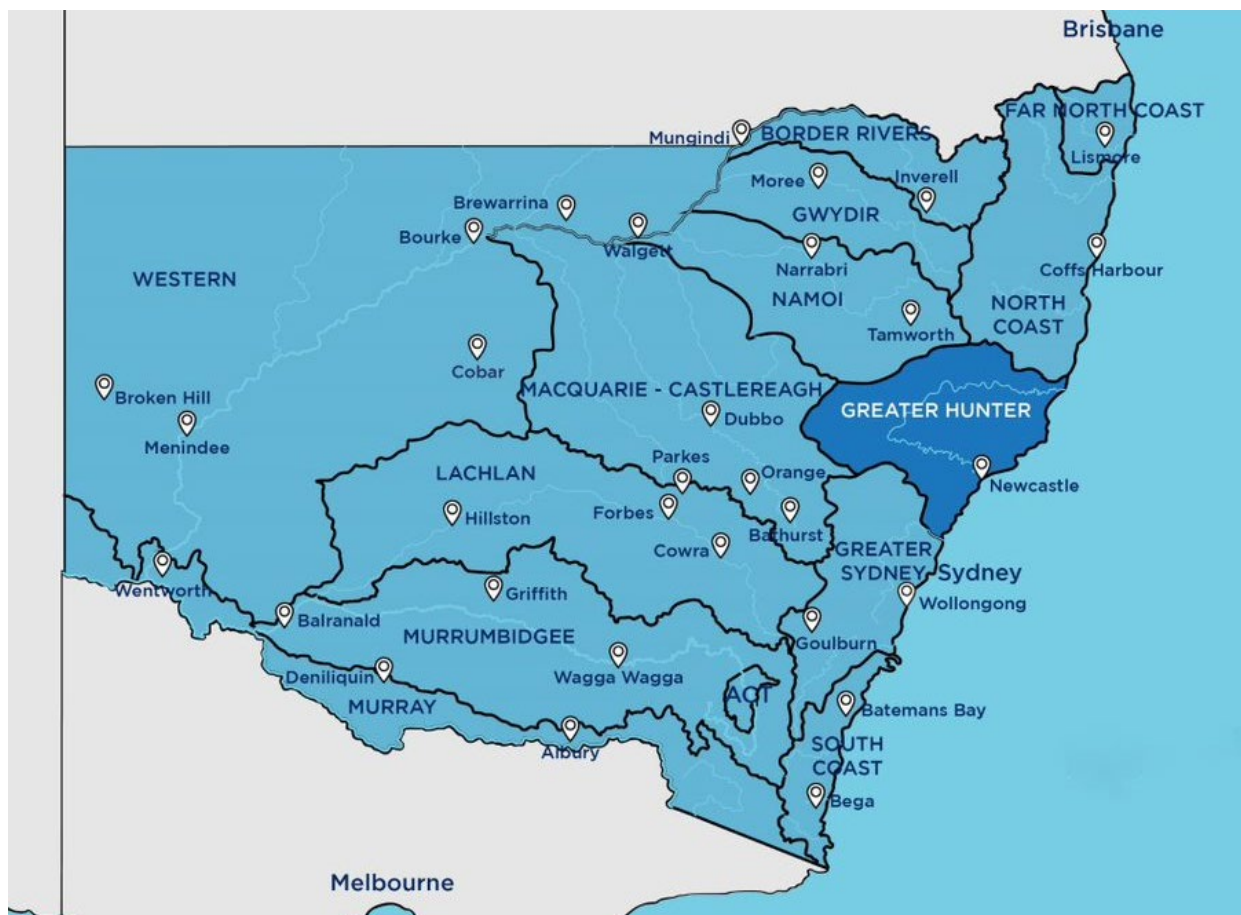 Brisbane
FAR NORTH COAST
Mungindi
BORDER RIVERS
Lismore
Moree
Inverell
Brewarrina
GWYDIR
Bourke
Walgett
Narrabri
Coffs Harbour
WESTERN
NAMOI
NORTH
COAST
Tamworth
Cobar
MACQUARIE - CASTLEREAGH
Broken Hill
Dubbo
GREATER HUNTER
Menindee
Parkes
LACHLAN
Orange
Newcastle
Hillston
Forbes
Bathurst
Cowra
GREATER
SYDNEY
Sydney
Wentworth
Griffith
Wollongong
Balranald
MURRUMBIDGEE
Goulburn
Deniliquin
Wagga Wagga
ACT
MURRAY
Batemans Bay
Albury
SOUTH
COAST
Bega
Melbourne